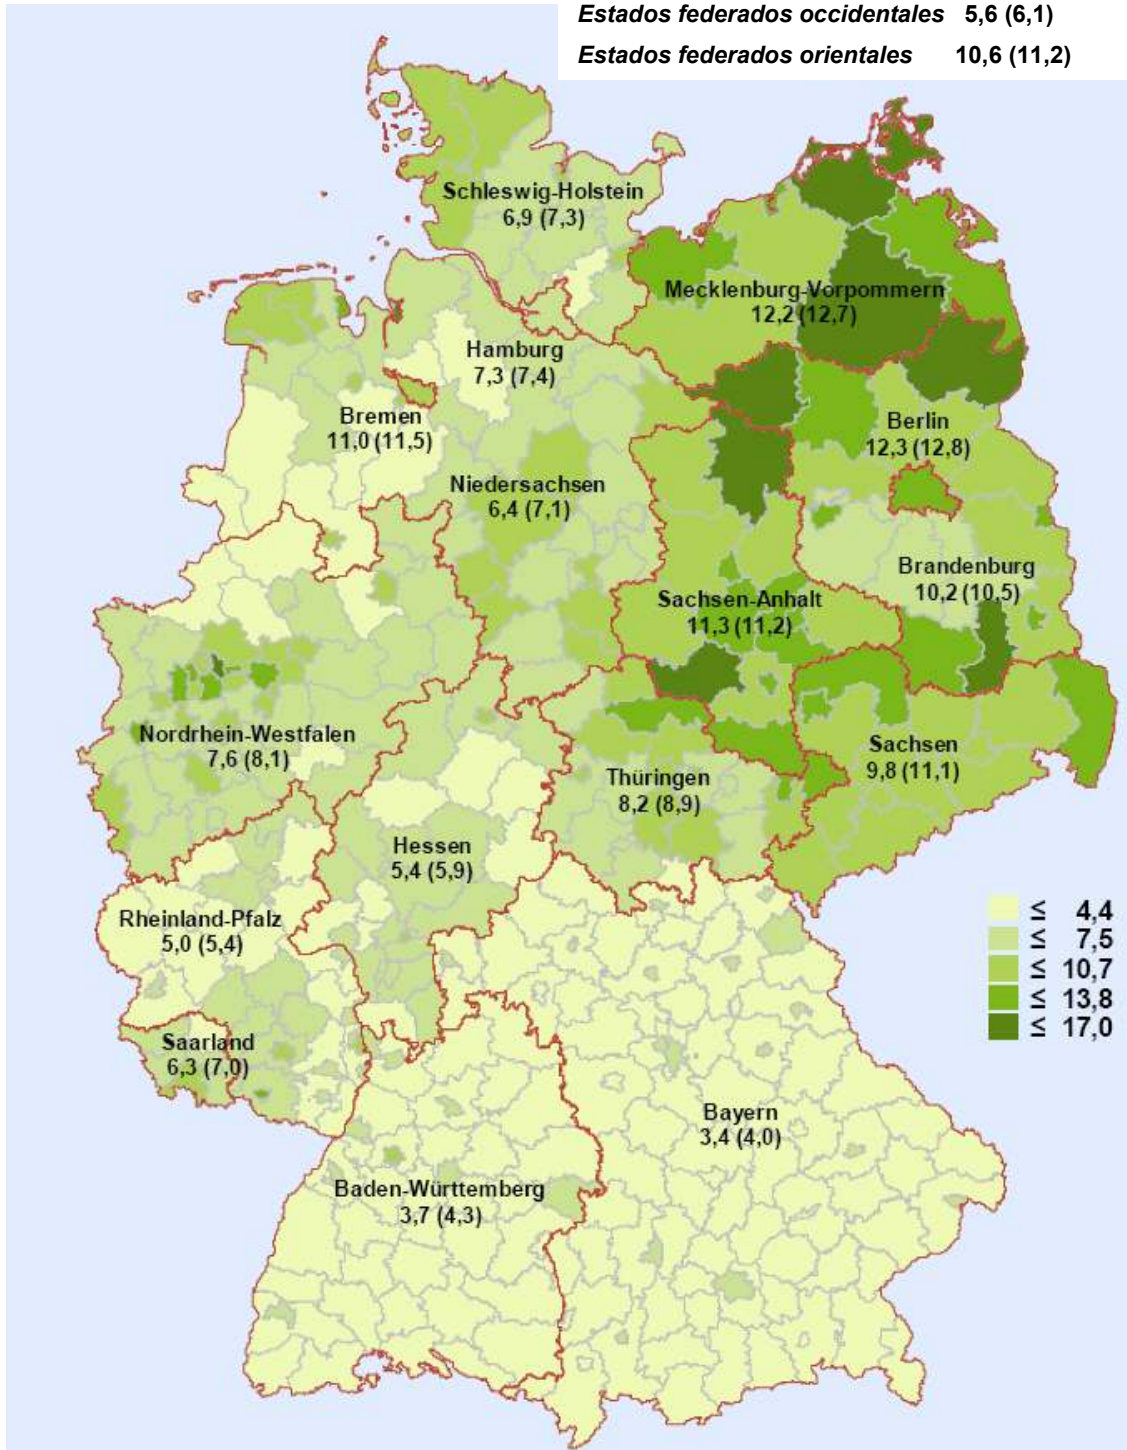 Estados federados occidentales 5,6 (6,1)
Estados federados orientales 10,6 (11,2)
Schleswig-Holstein
6,9 (7,3)
Mecklenburg-Vorpommern
12,2 (12,7)
Hamburg
7,3 (7,4)
Bremen
11,0 (11,5)
Berlin
12,3 (12,8)
Niedersachsen
6,4 (7,1)
Brandenburg
10,2 (10,5)
Sachsen-Anhalt
11,3 (11,2)
Nordrhein-Westfalen
7,6 (8,1)
Sachsen
9,8 (11,1)
Thüringen
8,2 (8,9)
Hessen
5,4 (5,9)
Rheinland-Pfalz
5,0 (5,4)
≤ 4,4
≤ 7,5
≤ 10,7
≤ 13,8
≤ 17,0
Saarland
6,3 (7,0)
Bayern
3,4 (4,0)
Baden-Württemberg
3,7 (4,3)